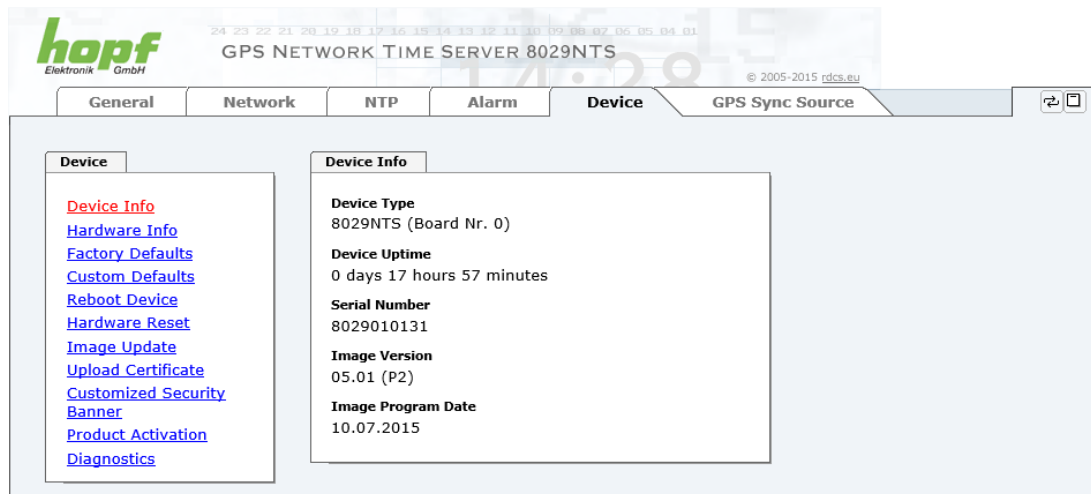 hopf
Elektronik GmbH
24 23 22 21 20 19 18 17 16 15 14 13 12 11 10 09 08 07 06 05 04 03
GPS NETWORK TIME SERVER 8029NTS
14:28
© 2005-2015 rdcs.eu
General Network NTP Alarm Device GPS Sync Source
Device
Device Info
Hardware Info
Factory Defaults
Custom Defaults
Reboot Device
Hardware Reset
Image Update
Upload Certificate
Customized Security
Banner
Product Activation
Diagnostics
Device Info
Device Type
8029NTS (Board Nr. 0)
Device Uptime
0 days 17 hours 57 minutes
Serial Number
8029010131
Image Version
05.01 (P2)
Image Program Date
10.07.2015